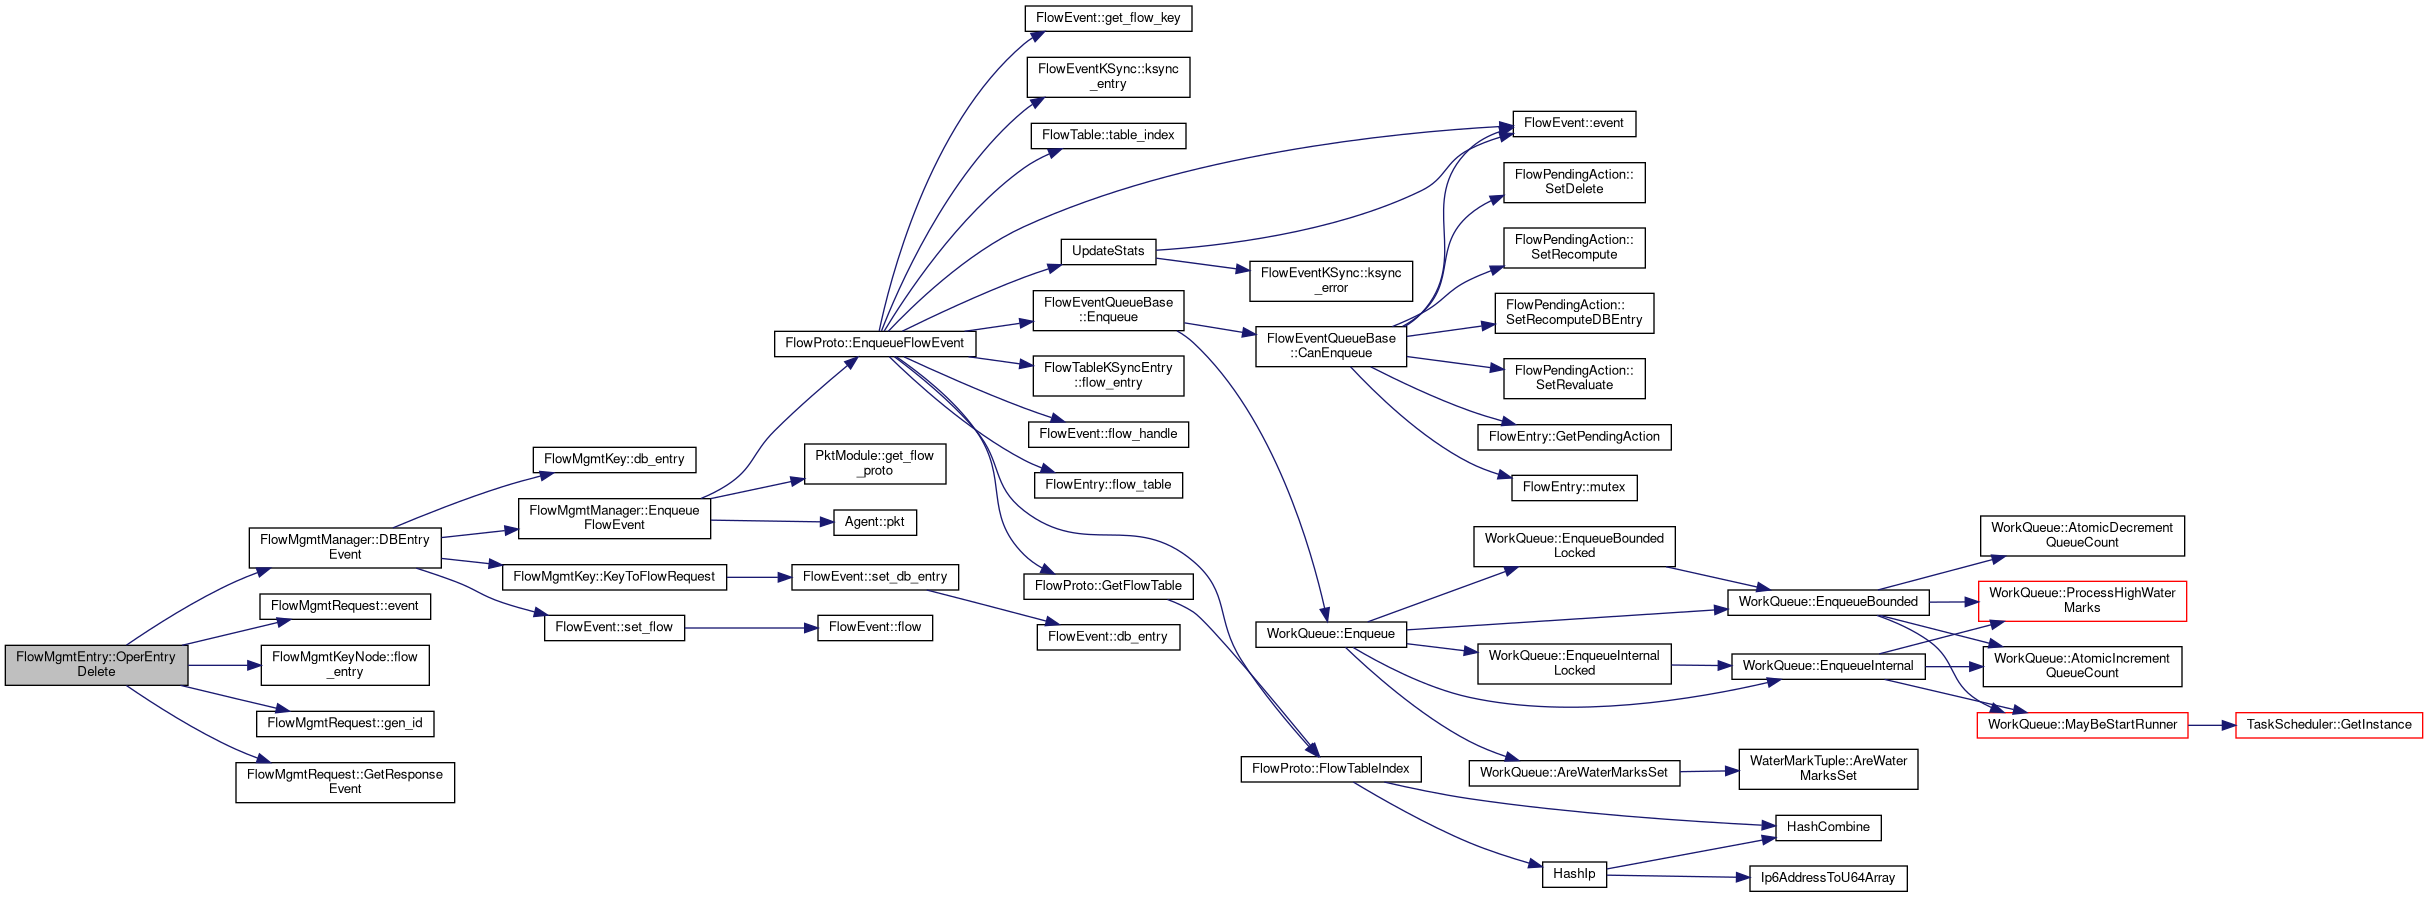 FlowMgmtEntry::OperEntry
Delete
FlowMgmtManager::DBEntry
Event
FlowMgmtRequest::event
FlowMgmtKeyNode::flow
_entry
FlowMgmtRequest::gen_id
FlowMgmtRequest::GetResponse
Event
FlowMgmtKey::db_entry
FlowMgmtManager::Enqueue
FlowEvent
FlowMgmtKey::KeyToFlowRequest
FlowEvent::set_flow
FlowProto::EnqueueFlowEvent
PktModule::get_flow
_proto
Agent::pkt
FlowEvent::set_db_entry
FlowEvent::flow
FlowEvent::get_flow_key
FlowEventKSync::ksync
_entry
FlowTable::table_index
UpdateStats
FlowEventQueueBase
::Enqueue
FlowTableKSyncEntry
::flow_entry
FlowEvent::flow_handle
FlowEntry::flow_table
FlowProto::GetFlowTable
FlowEvent::db_entry
FlowEventKSync::ksync
_error
FlowEventQueueBase
::CanEnqueue
WorkQueue::Enqueue
FlowProto::FlowTableIndex
FlowEvent::event
FlowPendingAction::
SetDelete
FlowPendingAction::
SetRecompute
FlowPendingAction::
SetRecomputeDBEntry
FlowPendingAction::
SetRevaluate
FlowEntry::GetPendingAction
FlowEntry::mutex
WorkQueue::EnqueueBounded
Locked
WorkQueue::EnqueueInternal
Locked
WorkQueue::AreWaterMarksSet
HashIp
WorkQueue::EnqueueBounded
WorkQueue::EnqueueInternal
WaterMarkTuple::AreWater
MarksSet
HashCombine
Ip6AddressToU64Array
WorkQueue::AtomicDecrement
QueueCount
WorkQueue::ProcessHighWater
Marks
WorkQueue::AtomicIncrement
QueueCount
WorkQueue::MayBeStartRunner
TaskScheduler::GetInstance